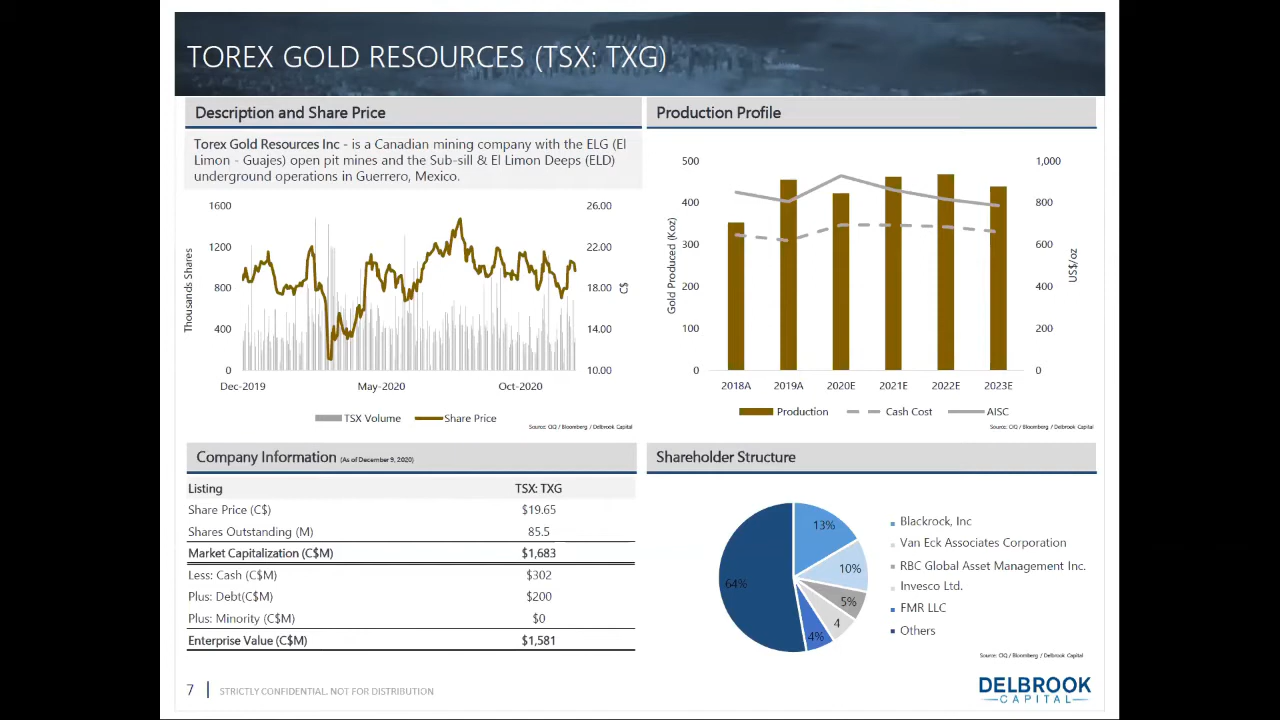 TOREX GOLD RESOURCES (TSX: TXG)
Description and Share Price
Torex Gold Resources Inc - is a Canadian mining company with the ELG (El
Limon - Guajes) open pit mines and the Sub-sill & El Limon Deeps (ELD)
underground operations in Guerrero, Mexico.
1600
1200
800
400
0
Thousands Shares
26.00
22.00
18.00
14.00
10.00
C$
Dec-2019
May-2020
Oct-2020
TSX Volume
Share Price
Source: CIQ / Bloomberg / Delbrook Capital
Production Profile
500
400
300
200
100
0
Gold Produced (Koz)
1,000
800
600
400
200
0
US$/oz
2018A
2019A
2020E
2021E
2022E
2023E
Production
Cash Cost
AISC
Source: CIQ / Bloomberg / Delbrook Capital
Company Information (As of December 9, 2020)
Listing TSX: TXG
Share Price (C$) $19.65
Shares Outstanding (M) 85.5
Market Capitalization (C$M) $1,683
Less: Cash (C$M) $302
Plus: Debt(C$M) $200
Plus: Minority (C$M) $0
Enterprise Value (C$M) $1,581
Shareholder Structure
13%
10%
5%
4
4%
64%
Blackrock, Inc
Van Eck Associates Corporation
RBC Global Asset Management Inc.
Invesco Ltd.
FMR LLC
Others
Source: CIQ / Bloomberg / Delbrook Capital
7
STRICTLY CONFIDENTIAL. NOT FOR DISTRIBUTION
DELBROOK
CAPITAL